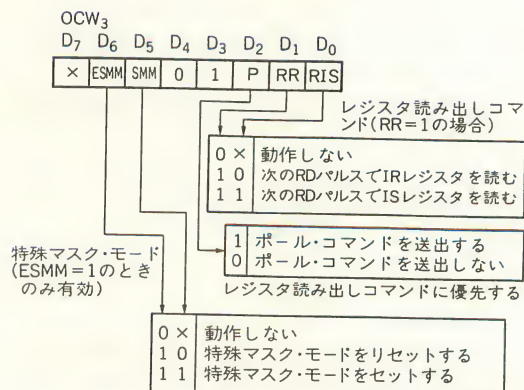 OCW3
D7 D6 D5 D4 D3 D2 D1 D0
× ESMM SMM 0 1 P RR RIS
レジスタ読み出しコマ
ンド(RR=1の場合)
0 × 動作しない
1 0 次のRDパルスでIRレジスタを読む
1 1 次のRDパルスでISレジスタを読む
1 ポール・コマンドを送出する
0 ポール・コマンドを送出しない
レジスタ読み出しコマンドに優先する
特殊マスク・モード
(ESMM=1のとき
のみ有効)
0 × 動作しない
1 0 特殊マスク・モードをリセットする
1 1 特殊マスク・モードをセットする